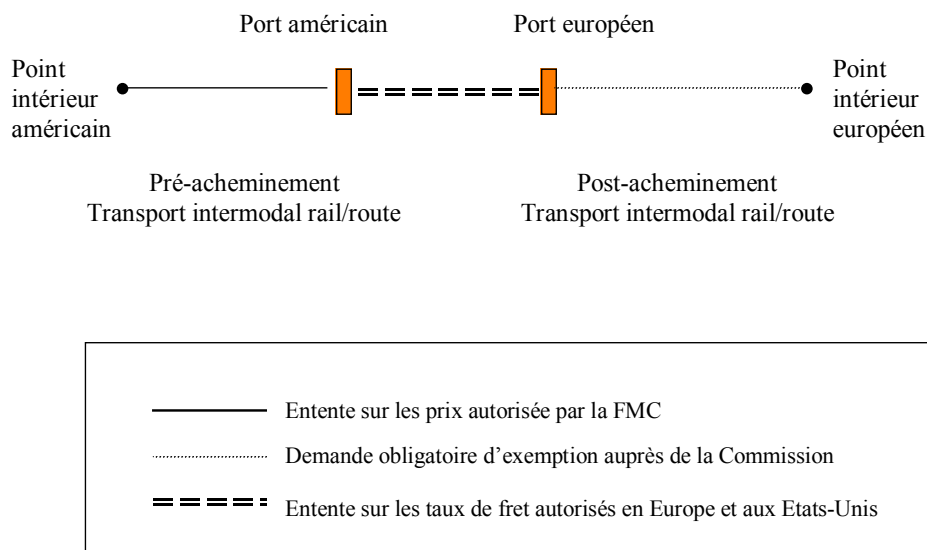 Port américain
Port européen
Point
intérieur
américain
Point
intérieur
européen
Pré-acheminement
Transport intermodal rail/route
Post-acheminement
Transport intermodal rail/route
Entente sur les prix autorisée par la FMC
Demande obligatoire d'exemption auprès de la Commission
Entente sur les taux de fret autorisés en Europe et aux Etats-Unis